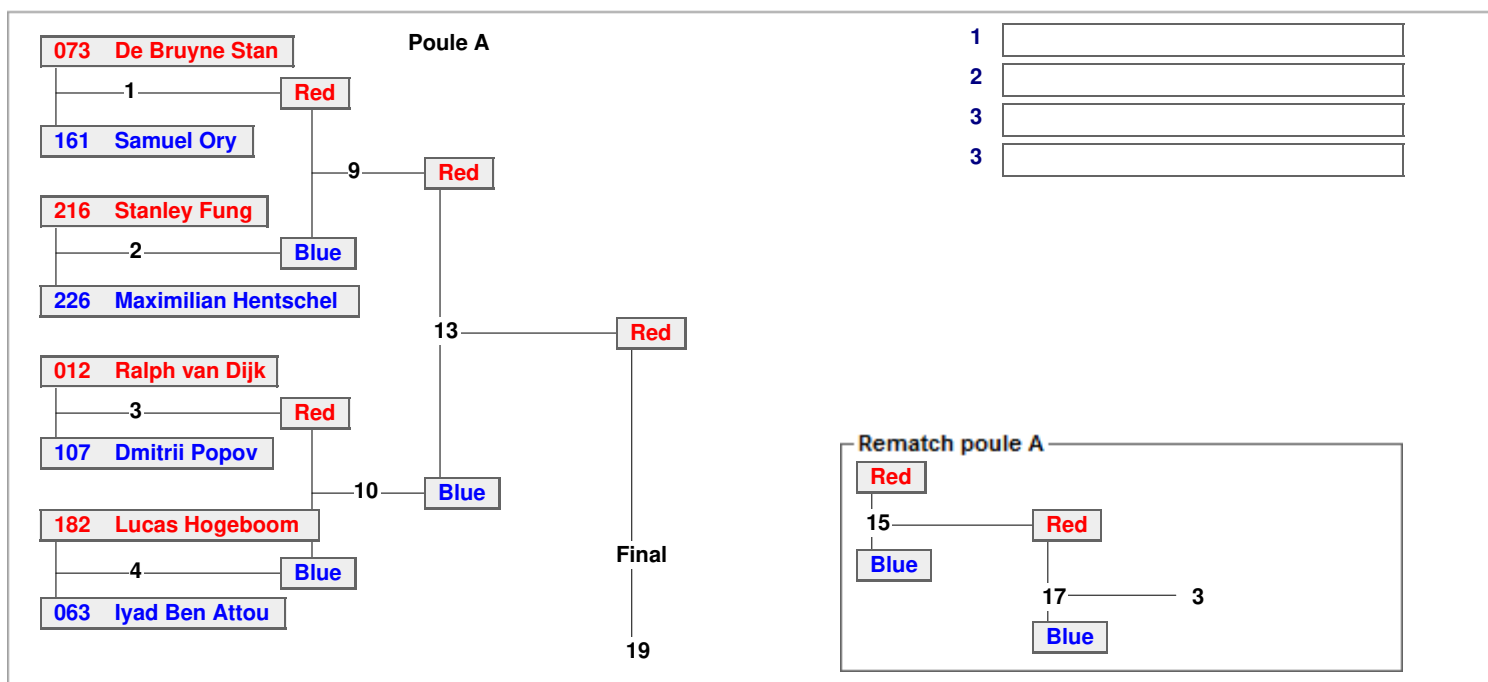 073 De Bruyne Stan
Poule A
1
1
Red
161 Samuel Ory
2
3
3
9
Red
216 Stanley Fung
2
Blue
226 Maximilian Hentschel
13
Red
012 Ralph van Dijk
3
Red
107 Dmitrii Popov
10
Blue
182 Lucas Hogeboom
4
Blue
063 Iyad Ben Attou
Final
19
Rematch poule A
Red
15
Red
Blue
17
3
Blue